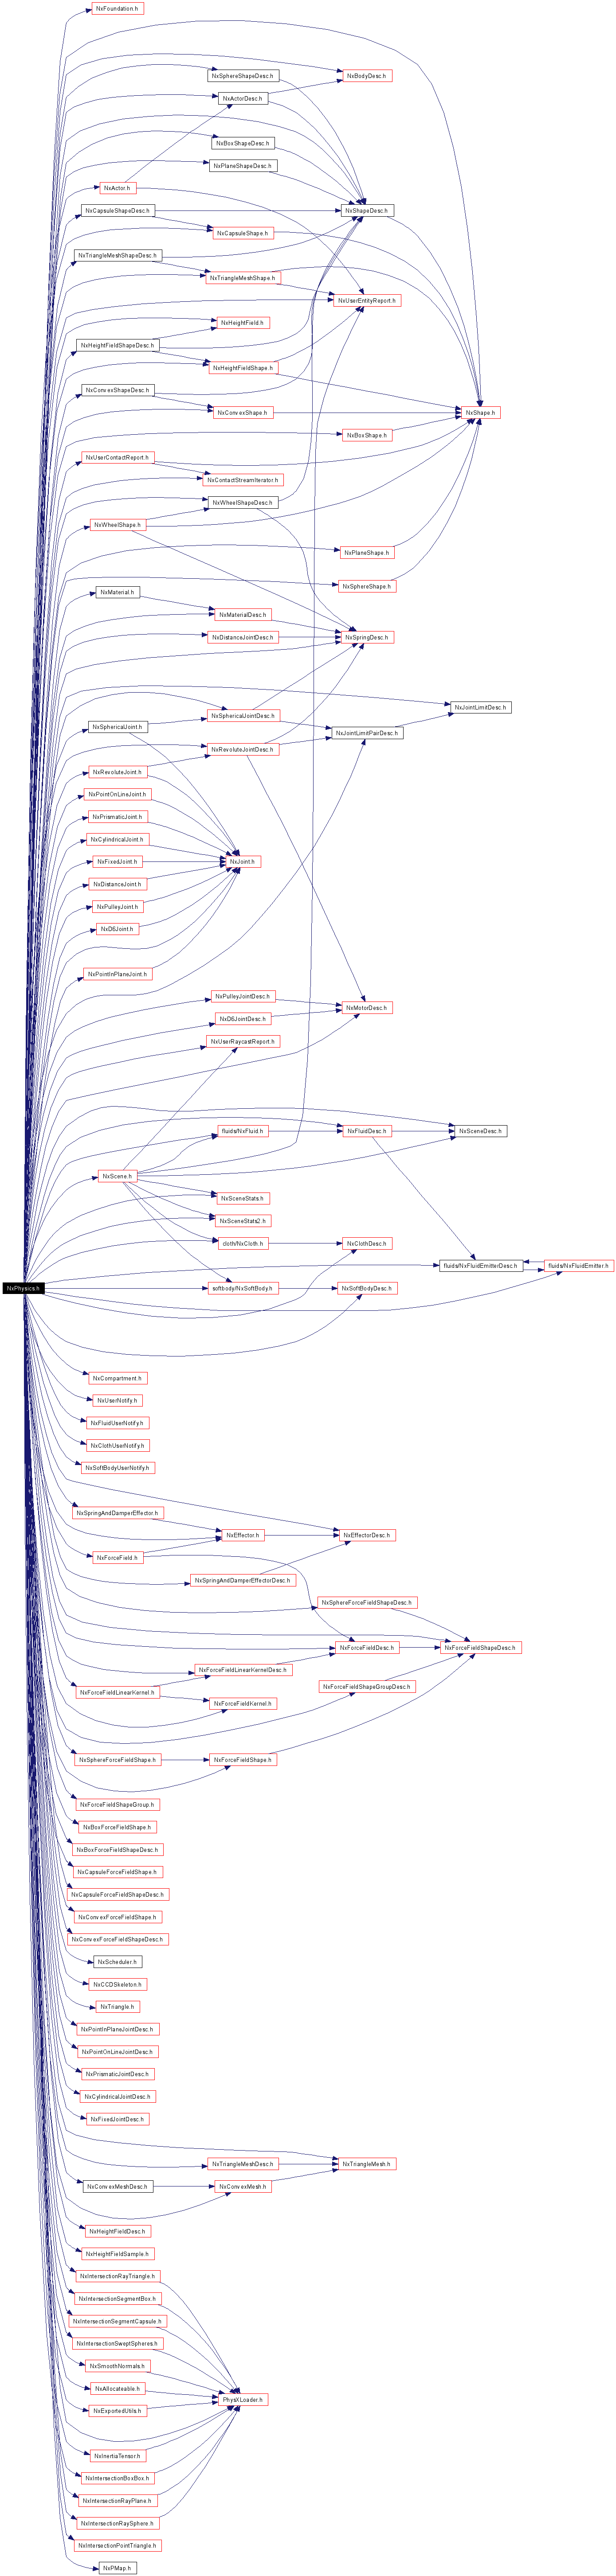 NxFoundation.h
NxSphereShapeDesc.h
NxBodyDesc.h
NxActorDesc.h
NxBoxShapeDesc.h
NxPlaneShapeDesc.h
NxActor.h
NxCapsuleShapeDesc.h
NxShapeDesc.h
NxCapsuleShape.h
NxTriangleMeshShapeDesc.h
NxTriangleMeshShape.h
NxUserEntityReport.h
NxHeightField.h
NxHeightFieldShapeDesc.h
NxHeightFieldShape.h
NxConvexShapeDesc.h
NxConvexShape.h
NxShape.h
NxBoxShape.h
NxUserContactReport.h
NxContactStreamIterator.h
NxWheelShapeDesc.h
NxWheelShape.h
NxPlaneShape.h
NxSphereShape.h
NxMaterial.h
NxMaterialDesc.h
NxDistanceJointDesc.h
NxSpringDesc.h
NxJointLimitDesc.h
NxSphericalJointDesc.h
NxSphericalJoint.h
NxJointLimitPairDesc.h
NxRevoluteJointDesc.h
NxRevoluteJoint.h
NxPointOnLineJoint.h
NxPrismaticJoint.h
NxCylindricalJoint.h
NxFixedJoint.h
NxJoint.h
NxDistanceJoint.h
NxPulleyJoint.h
NxD6Joint.h
NxPointInPlaneJoint.h
NxPulleyJointDesc.h
NxMotorDesc.h
NxD6JointDesc.h
NxUserRaycastReport.h
fluids/NxFluid.h
NxFluidDesc.h
NxSceneDesc.h
NxScene.h
NxSceneStats.h
NxSceneStats2.h
cloth/NxCloth.h
NxClothDesc.h
fluids/NxFluidEmitterDesc.h
fluids/NxFluidEmitter.h
NxPhysics.h
softbody/NxSoftBody.h
NxSoftBodyDesc.h
NxCompartment.h
NxUserNotify.h
NxFluidUserNotify.h
NxClothUserNotify.h
NxSoftBodyUserNotify.h
NxSpringAndDamperEffector.h
NxEffector.h
NxEffectorDesc.h
NxForceField.h
NxSpringAndDamperEffectorDesc.h
NxSphereForceFieldShapeDesc.h
NxForceFieldDesc.h
NxForceFieldShapeDesc.h
NxForceFieldLinearKernelDesc.h
NxForceFieldShapeGroupDesc.h
NxForceFieldLinearKernel.h
NxForceFieldKernel.h
NxSphereForceFieldShape.h
NxForceFieldShape.h
NxForceFieldShapeGroup.h
NxBoxForceFieldShape.h
NxBoxForceFieldShapeDesc.h
NxCapsuleForceFieldShape.h
NxCapsuleForceFieldShapeDesc.h
NxConvexForceFieldShape.h
NxConvexForceFieldShapeDesc.h
NxScheduler.h
NxCCDSkeleton.h
NxTriangle.h
NxPointInPlaneJointDesc.h
NxPointOnLineJointDesc.h
NxPrismaticJointDesc.h
NxCylindricalJointDesc.h
NxFixedJointDesc.h
NxTriangleMeshDesc.h
NxTriangleMesh.h
NxConvexMeshDesc.h
NxConvexMesh.h
NxHeightFieldDesc.h
NxHeightFieldSample.h
NxIntersectionRayTriangle.h
NxIntersectionSegmentBox.h
NxIntersectionSegmentCapsule.h
NxIntersectionSweptSpheres.h
NxSmoothNormals.h
NxAllocateable.h
PhysXLoader.h
NxExportedUtils.h
NxInertiaTensor.h
NxIntersectionBoxBox.h
NxIntersectionRayPlane.h
NxIntersectionRaySphere.h
NxIntersectionPointTriangle.h
NxPMap.h